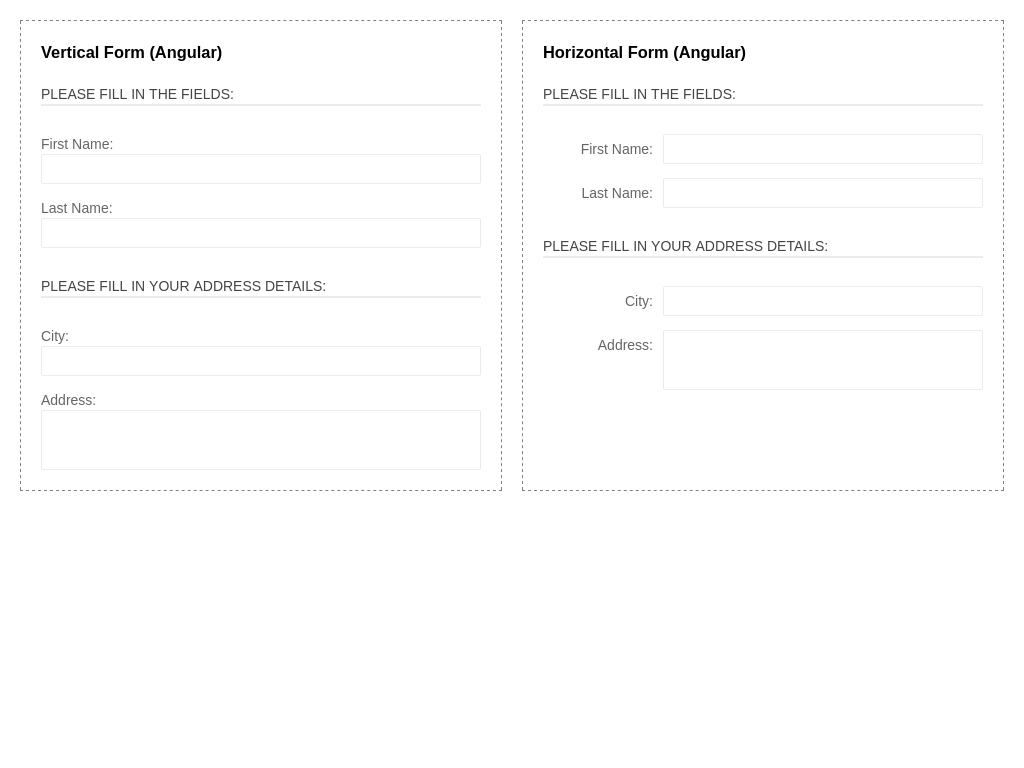 Vertical Form (Angular)
PLEASE FILL IN THE FIELDS:
First Name:
Last Name:
PLEASE FILL IN YOUR ADDRESS DETAILS:
City:
Address:
Horizontal Form (Angular)
PLEASE FILL IN THE FIELDS:
First Name:
Last Name:
PLEASE FILL IN YOUR ADDRESS DETAILS:
City:
Address: